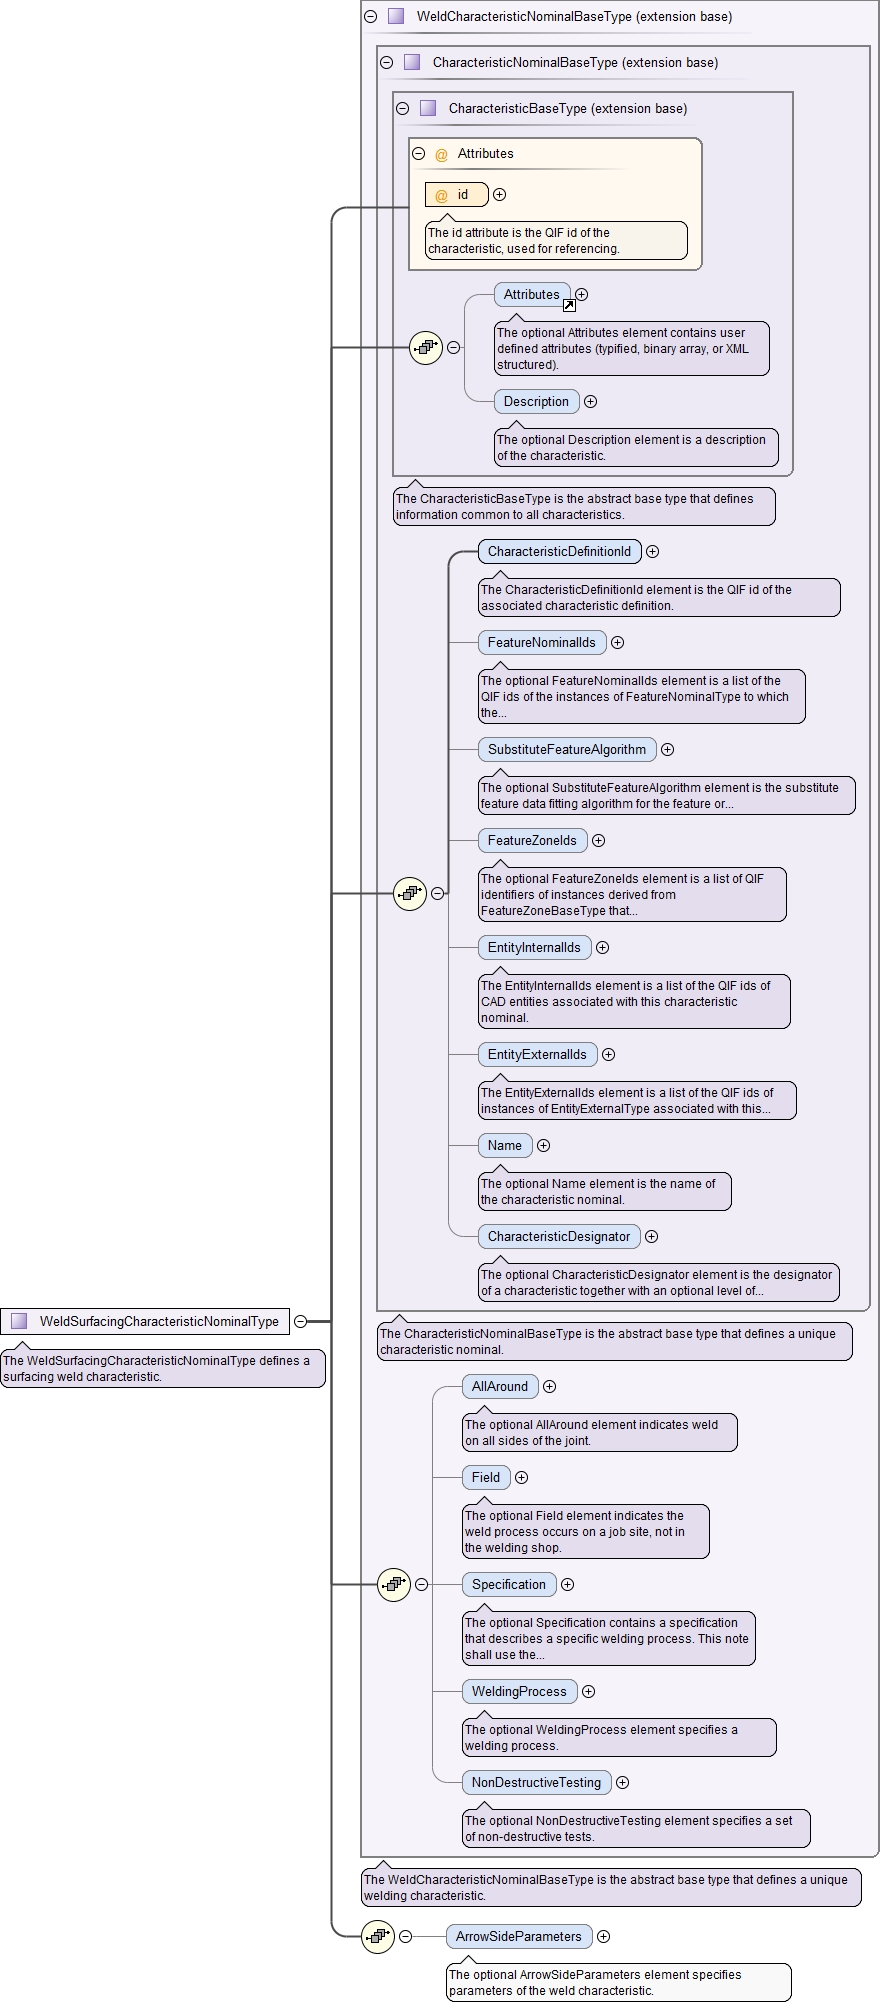 WeldCharacteristicNominalBaseType (extension base)
CharacteristicNominalBaseType (extension base)
CharacteristicBaseType (extension base)
@ Attributes
@ id
The id attribute is the QIF id of the
characteristic, used for referencing.
Attributes
The optional Attributes element contains user
defined attributes (typified, binary array, or XML
structured).
Description
The optional Description element is a description
of the characteristic.
The CharacteristicBaseType is the abstract base type that defines
information common to all characteristics.
CharacteristicDefinitionId
The CharacteristicDefinitionId element is the QIF id of the
associated characteristic definition.
FeatureNominalIds
The optional FeatureNominalIds element is a list of the
QIF ids of the instances of FeatureNominalType to which
the...
SubstituteFeatureAlgorithm
The optional SubstituteFeatureAlgorithm element is the substitute
feature data fitting algorithm for the feature or...
FeatureZoneIds
The optional FeatureZoneIds element is a list of QIF
identifiers of instances derived from
FeatureZoneBaseType that...
EntityInternalIds
The EntityInternalIds element is a list of the QIF ids of
CAD entities associated with this characteristic
nominal.
EntityExternalIds
The EntityExternalIds element is a list of the QIF ids of
instances of EntityExternalType associated with this...
Name
The optional Name element is the name of
the characteristic nominal.
CharacteristicDesignator
The optional CharacteristicDesignator element is the designator
of a characteristic together with an optional level of...
WeldSurfacingCharacteristicNominalType
The WeldSurfacingCharacteristicNominalType defines a
surfacing weld characteristic.
The CharacteristicNominalBaseType is the abstract base type that defines a unique
characteristic nominal.
AllAround
The optional AllAround element indicates weld
on all sides of the joint.
Field
The optional Field element indicates the
weld process occurs on a job site, not in
the welding shop.
Specification
The optional Specification contains a specification
that describes a specific welding process. This note
shall use the...
WeldingProcess
The optional WeldingProcess element specifies a
welding process.
NonDestructiveTesting
The optional NonDestructiveTesting element specifies a set
of non-destructive tests.
The WeldCharacteristicNominalBaseType is the abstract base type that defines a unique
welding characteristic.
ArrowSideParameters
The optional ArrowSideParameters element specifies
parameters of the weld characteristic.